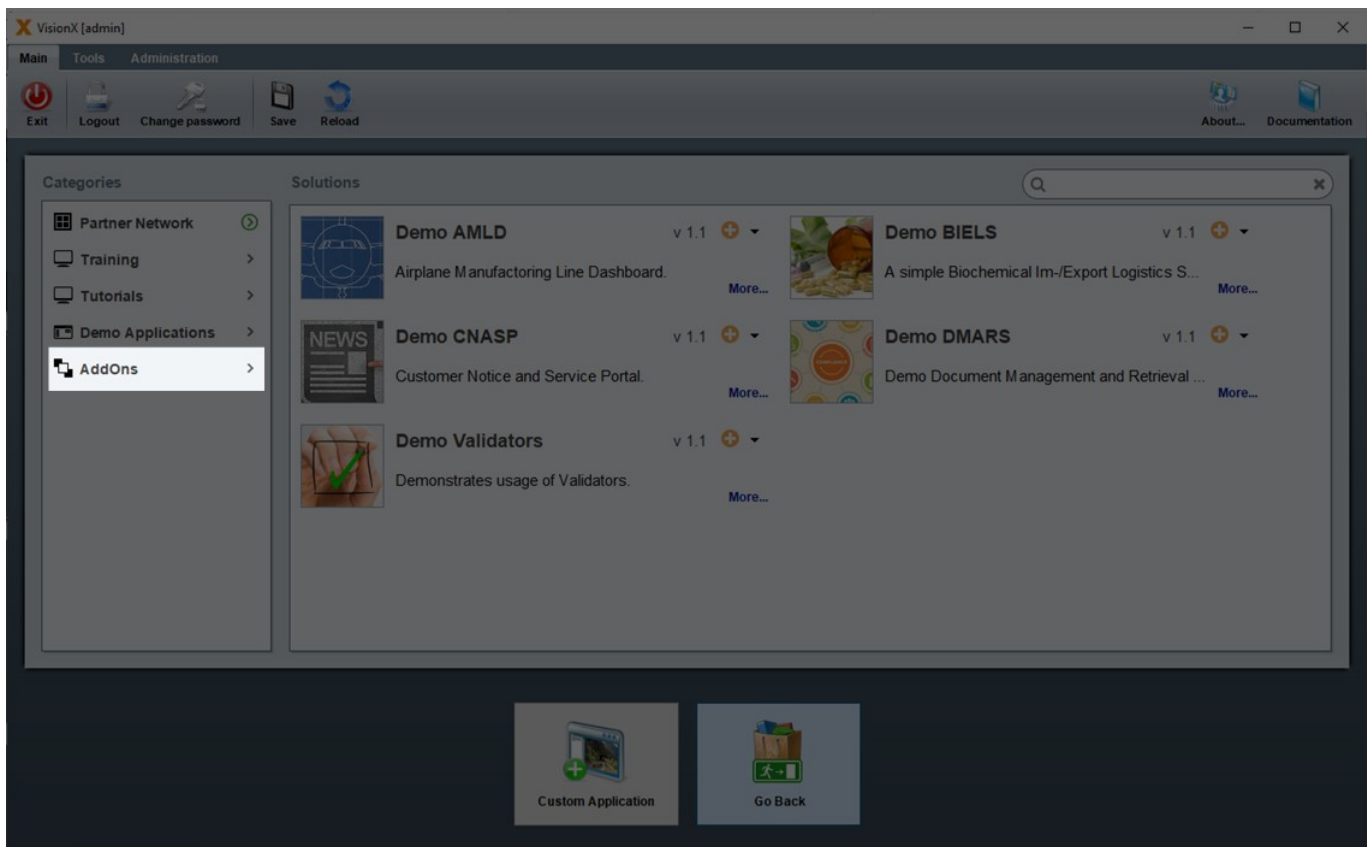 VisionX [admin]
Main Tools Administration
Exit Logout Change password Save Reload About... Documentation
Categories
Partner Network
Training
Tutorials
Demo Applications
AddOns
Solutions
Demo AMLD v 1.1
Airplane Manufactoring Line Dashboard.
More...
Demo BIELS v 1.1
A simple Biochemical Im-/Export Logistics S...
More...
NEWS
Demo CNASP v 1.1
Customer Notice and Service Portal.
More...
Demo DMARS v 1.1
Demo Document Management and Retrieval ...
More...
Demo Validators v 1.1
Demonstrates usage of Validators.
More...
Custom Application
Go Back